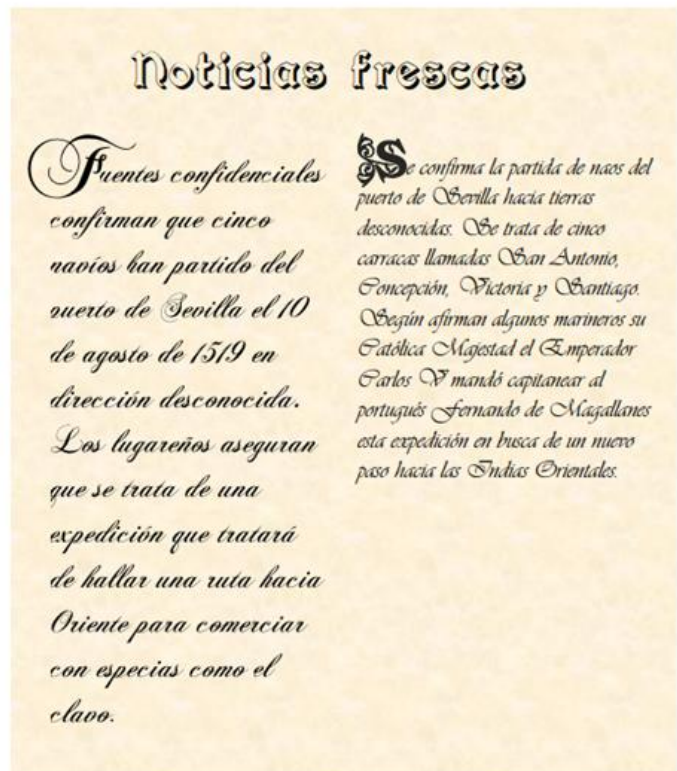 Noticias frescas
Fuentes confidenciales
confirman que cinco
navíos han partido del
puerto de Sevilla el 10
de agosto de 1519 en
dirección desconocida.
Los lugareños aseguran
que se trata de una
expedición que tratará
de hallar una ruta hacia
Oriente para comerciar
con especias como el
clavo.
Se confirma la partida de naos del
puerto de Sevilla hacia tierras
desconocidas. Se trata de cinco
carracas llamadas San Antonio,
Concepción, Victoria y Santiago.
Según afirman algunos marineros su
Católica Majestad el Emperador
Carlos V mandó capitanear al
portugués Fernando de Magallanes
esta expedición en busca de un nuevo
paso hacia las Indias Orientales.